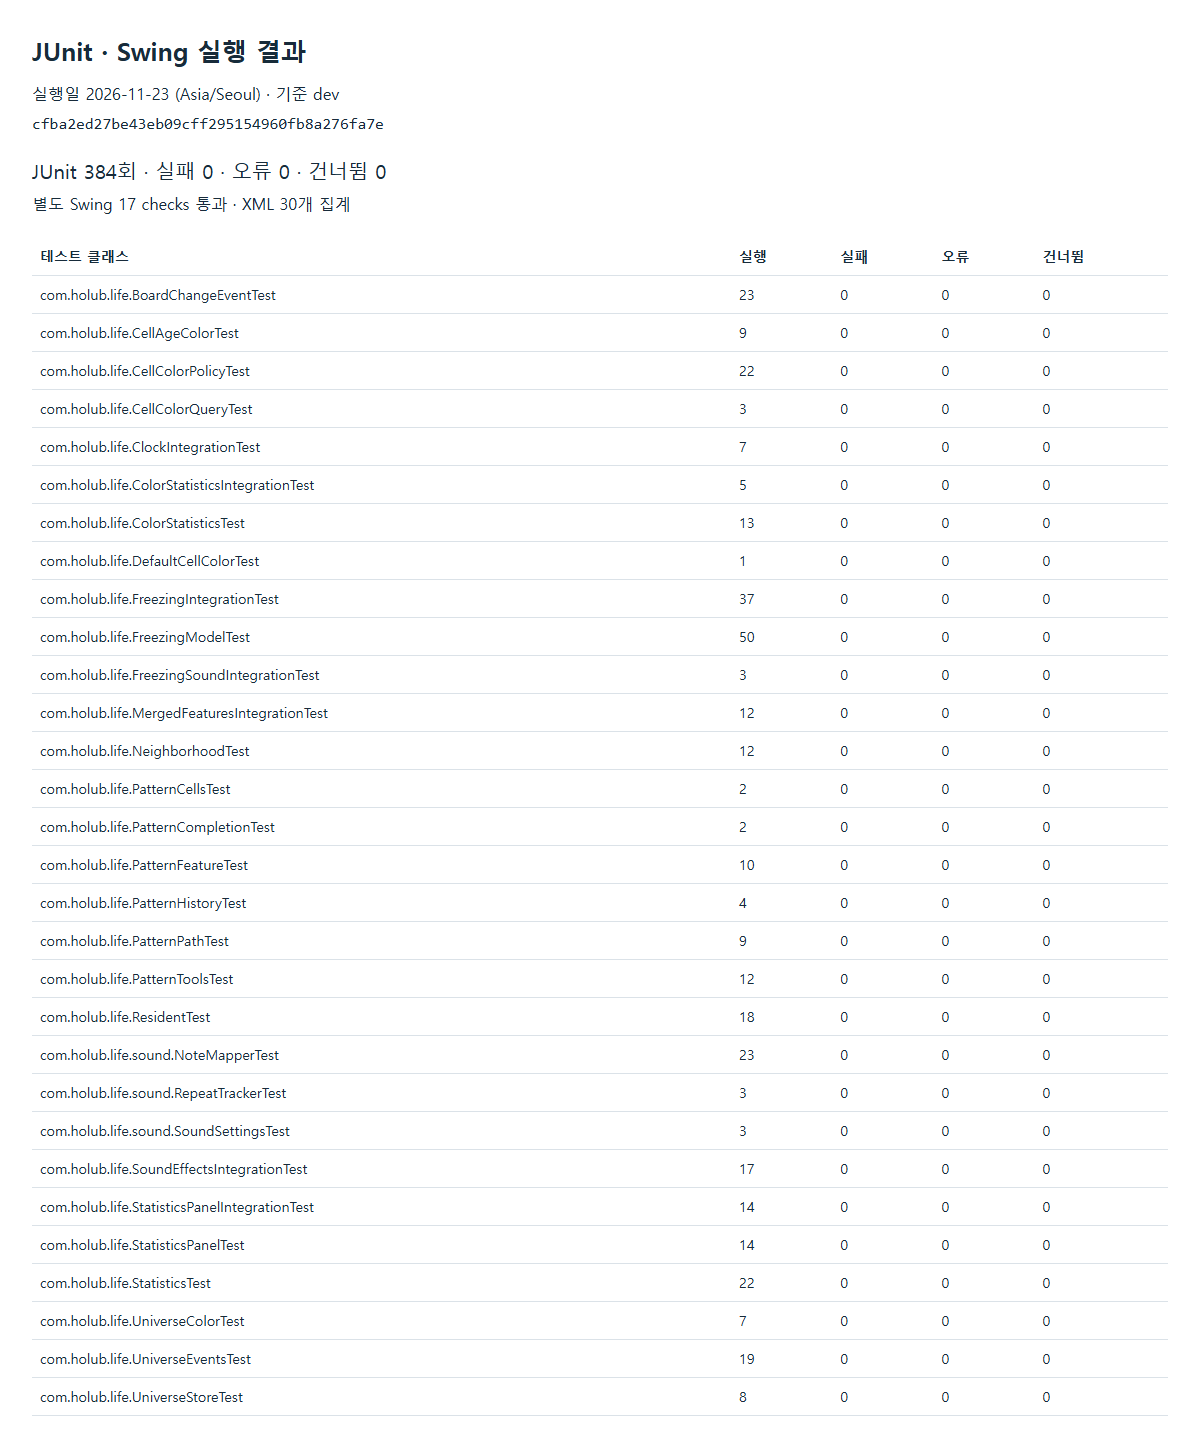 JUnit · Swing 실행 결과
실행일 2026-11-23 (Asia/Seoul) · 기준 dev
cfba2ed27be43eb09cff295154960fb8a276fa7e
JUnit 384회 · 실패 0 · 오류 0 · 건너뜀 0
별도 Swing 17 checks 통과 · XML 30개 집계
테스트 클래스 실행 실패 오류 건너뜀
com.holub.life.BoardChangeEventTest 23 0 0 0
com.holub.life.CellAgeColorTest 9 0 0 0
com.holub.life.CellColorPolicyTest 22 0 0 0
com.holub.life.CellColorQueryTest 3 0 0 0
com.holub.life.ClockIntegrationTest 7 0 0 0
com.holub.life.ColorStatisticsIntegrationTest 5 0 0 0
com.holub.life.ColorStatisticsTest 13 0 0 0
com.holub.life.DefaultCellColorTest 1 0 0 0
com.holub.life.FreezingIntegrationTest 37 0 0 0
com.holub.life.FreezingModelTest 50 0 0 0
com.holub.life.FreezingSoundIntegrationTest 3 0 0 0
com.holub.life.MergedFeaturesIntegrationTest 12 0 0 0
com.holub.life.NeighborhoodTest 12 0 0 0
com.holub.life.PatternCellsTest 2 0 0 0
com.holub.life.PatternCompletionTest 2 0 0 0
com.holub.life.PatternFeatureTest 10 0 0 0
com.holub.life.PatternHistoryTest 4 0 0 0
com.holub.life.PatternPathTest 9 0 0 0
com.holub.life.PatternToolsTest 12 0 0 0
com.holub.life.ResidentTest 18 0 0 0
com.holub.life.sound.NoteMapperTest 23 0 0 0
com.holub.life.sound.RepeatTrackerTest 3 0 0 0
com.holub.life.sound.SoundSettingsTest 3 0 0 0
com.holub.life.SoundEffectsIntegrationTest 17 0 0 0
com.holub.life.StatisticsPanelIntegrationTest 14 0 0 0
com.holub.life.StatisticsPanelTest 14 0 0 0
com.holub.life.StatisticsTest 22 0 0 0
com.holub.life.UniverseColorTest 7 0 0 0
com.holub.life.UniverseEventsTest 19 0 0 0
com.holub.life.UniverseStoreTest 8 0 0 0